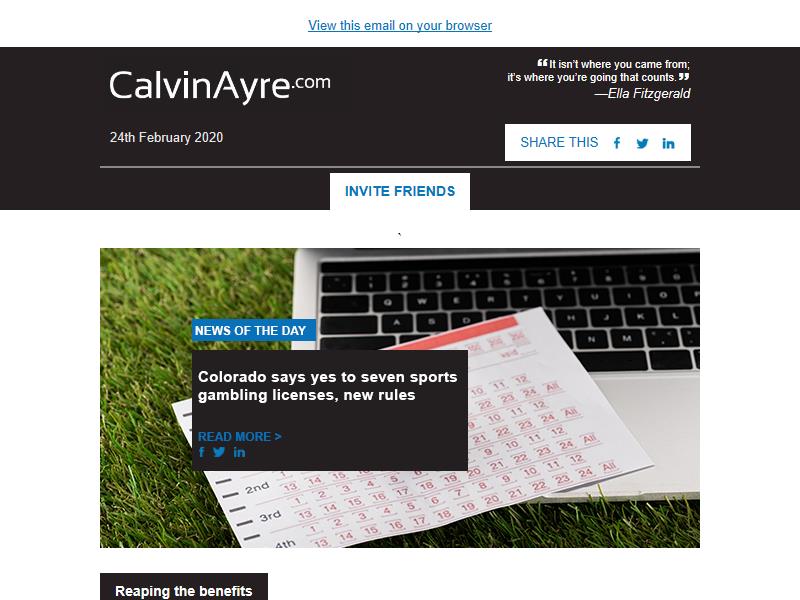 View this email on your browser
CalvinAyre.com
❝It isn't where you came from;
it's where you're going that counts.❞
—Ella Fitzgerald
24th February 2020
SHARE THIS
INVITE FRIENDS
`
NEWS OF THE DAY
Colorado says yes to seven sports
gambling licenses, new rules
READ MORE >
2nd
3rd
4th
Reaping the benefits